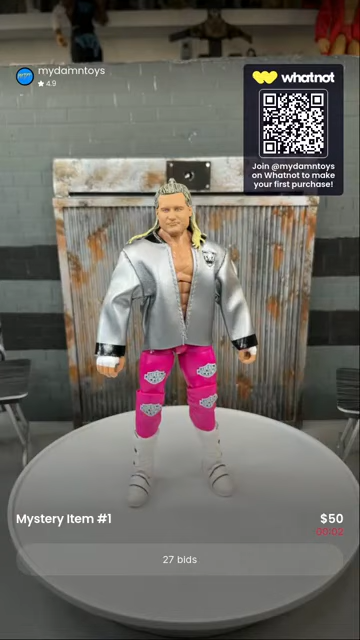 mydamntoys
4.9
whatnot
Join @mydamntoys
on Whatnot to make
your first purchase!
Mystery Item #1
$50
00:02
27 bids